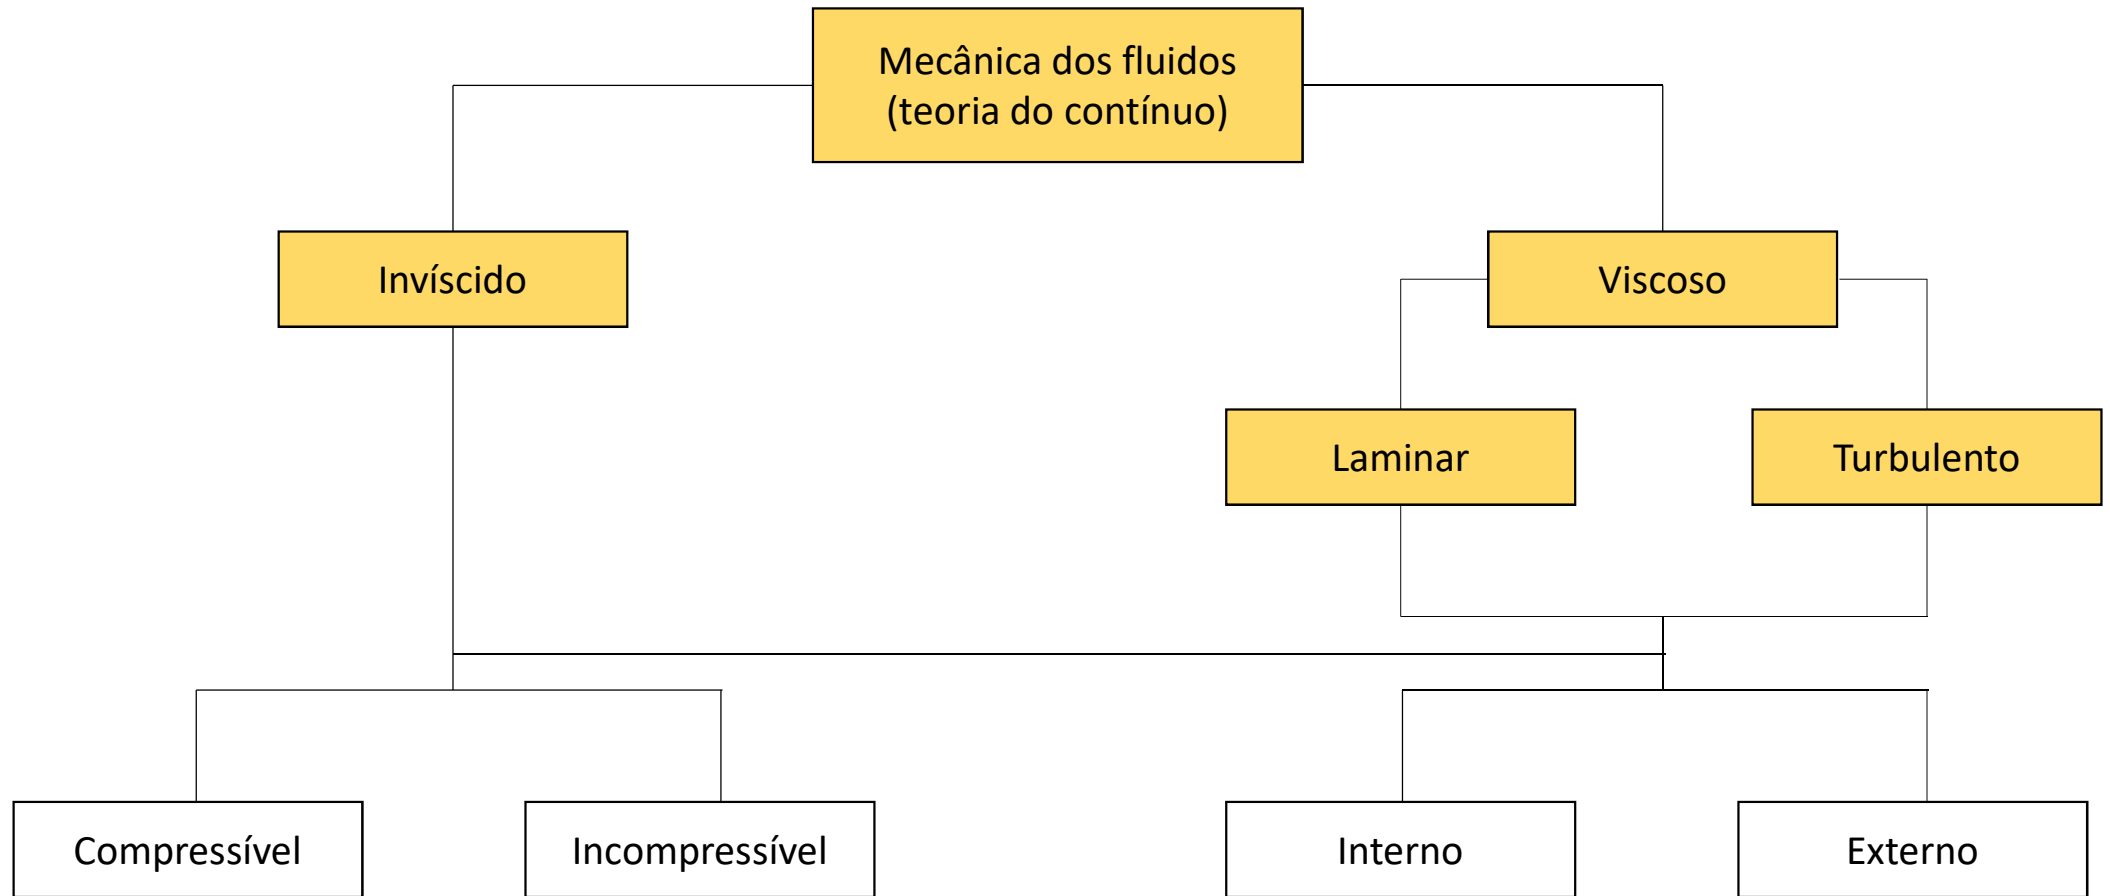 Mecânica dos fluidos
(teoria do contínuo)
Invíscido
Viscoso
Laminar
Turbulento
Compressível
Incompressível
Interno
Externo